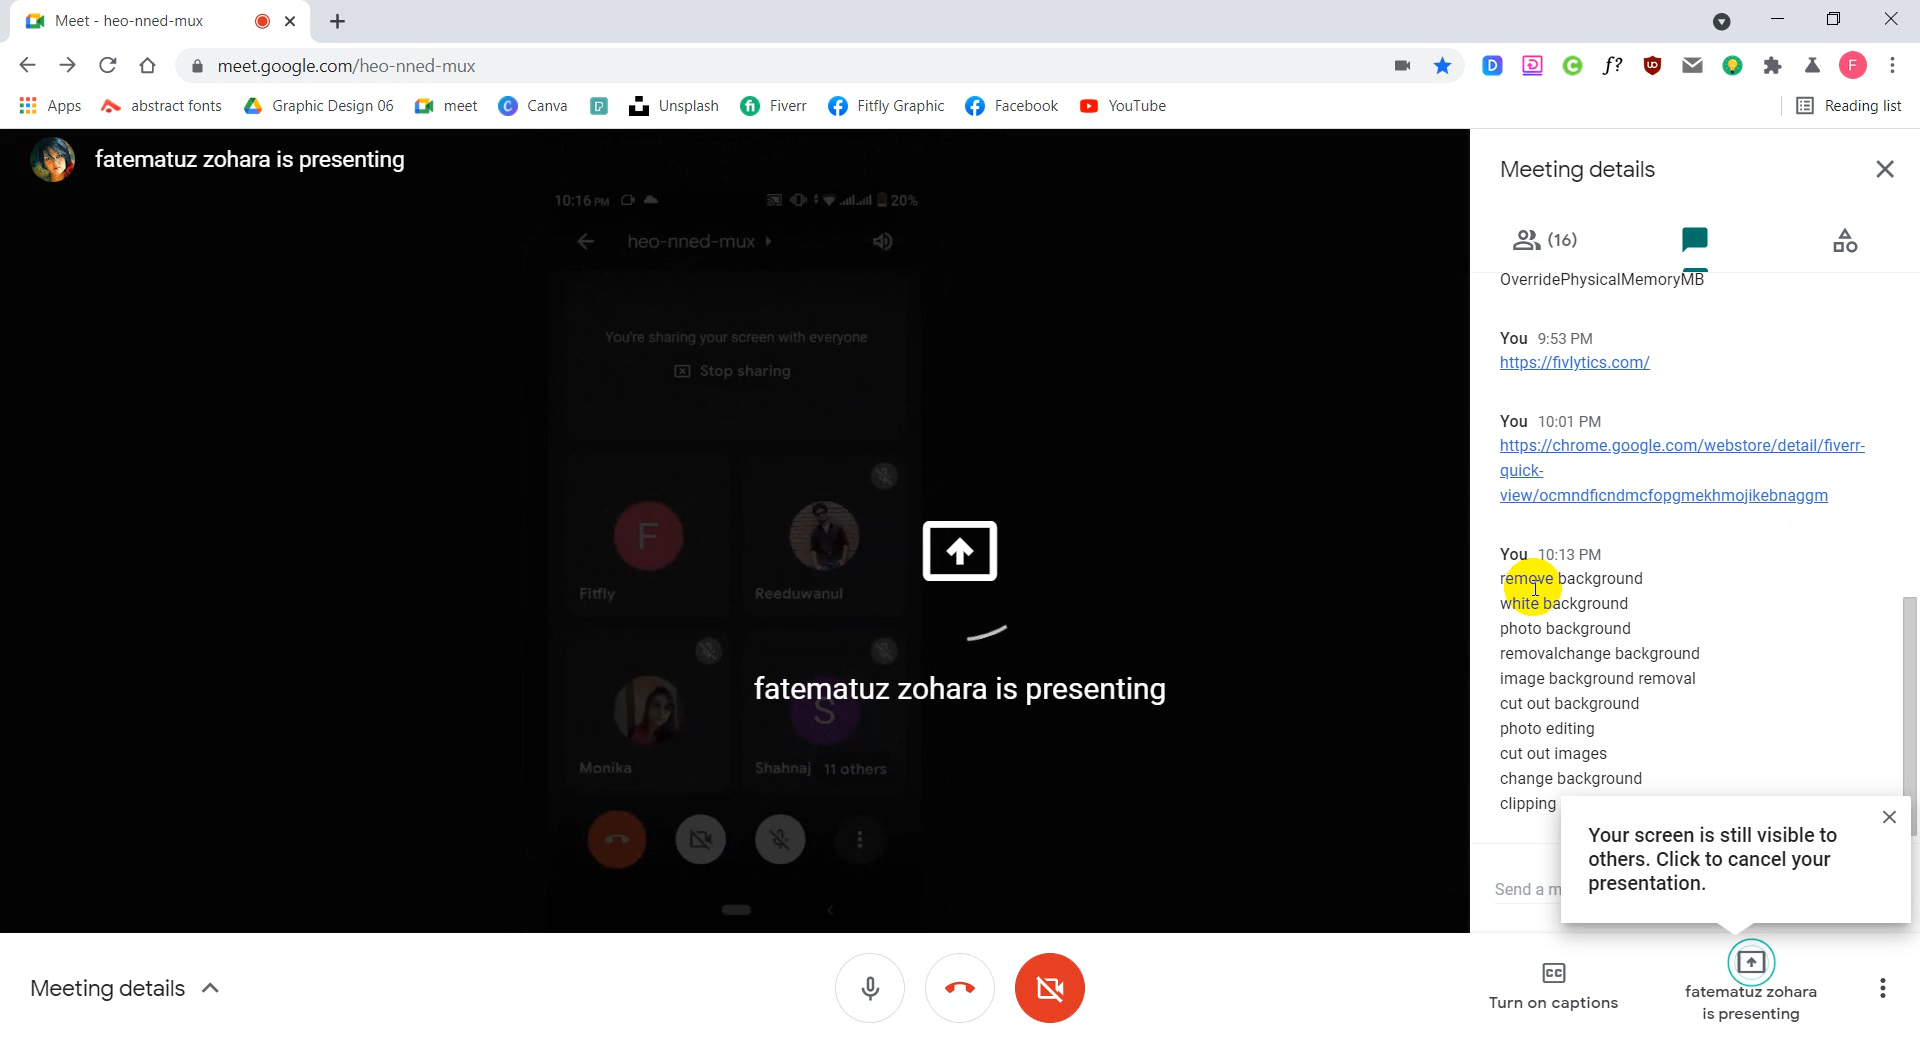 Meet - heo-nned-mux
meet.google.com/heo-nned-mux
D
C
f?
F
Apps
abstract fonts
Graphic Design 06
meet
Canva
Unsplash
Fiverr
Fitfly Graphic
Facebook
YouTube
Reading list
fatematuz zohara is presenting
10:16 PM
20%
heo-nned-mux
You're sharing your screen with everyone
Stop sharing
F
Fitfly
Reeduwanul
fatematuz zohara is presenting
S
Monika
Shahnaj
11 others
Meeting details
(16)
OverridePhysicalMemoryMB
You 9:53 PM
https://fivlytics.com/
You 10:01 PM
https://chrome.google.com/webstore/detail/fiverr-
quick-
view/ocmndficndmcfopgmekhmojikebnaggm
You 10:13 PM
remove background
white background
photo background
removalchange background
image background removal
cut out background
photo editing
cut out images
change background
clipping
Your screen is still visible to
others. Click to cancel your
presentation.
Send a m
Meeting details
CC
Turn on captions
fatematuz zohara
is presenting